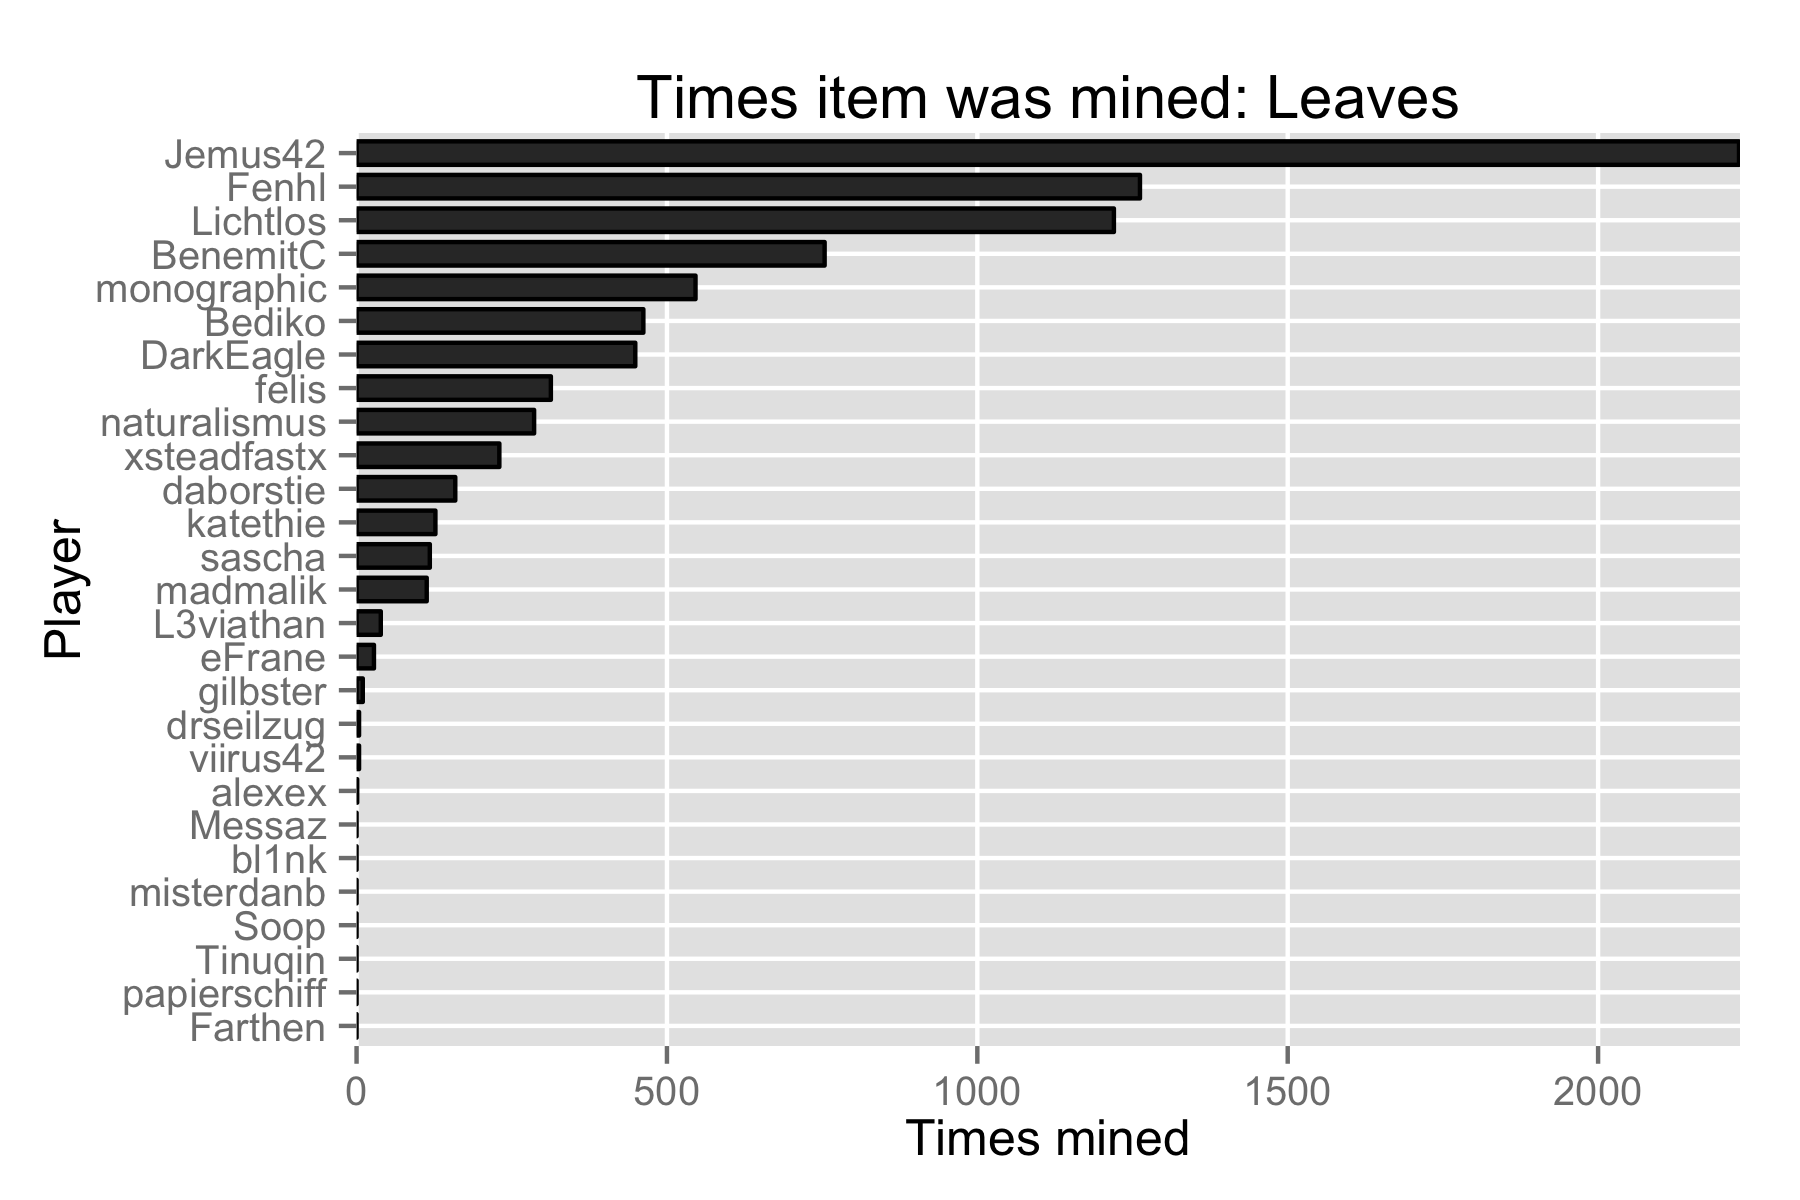 Times item was mined: Leaves
Jemus42
Fenhl
Lichtlos
BenemitC
monographic
Bediko
DarkEagle
felis
naturalismus
xsteadfastx
daborstie
katethie
sascha
madmalik
L3viathan
eFrane
gilbster
drseilzug
viirus42
alexex
Messaz
bl1nk
misterdanb
Soop
Tinuqin
papierschiff
Farthen
Player
0 500 1000 1500 2000
Times mined